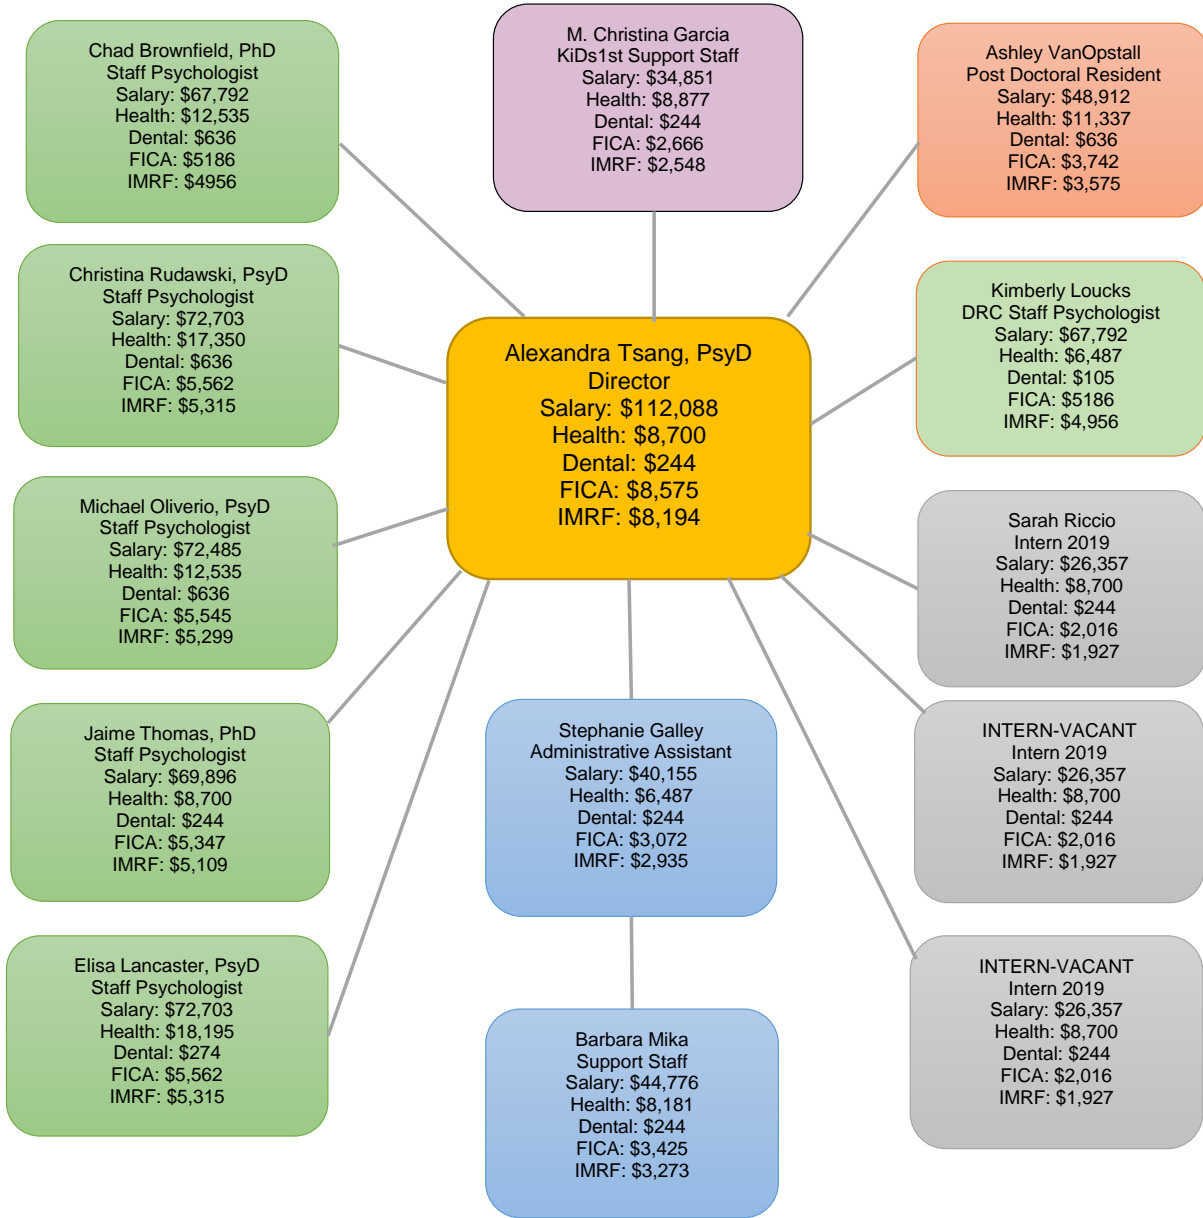 Chad Brownfield, PhD
Staff Psychologist
Salary: $67,792
Health: $12,535
Dental: $636
FICA: $5186
IMRF: $4956
M. Christina Garcia
KiDs1st Support Staff
Salary: $34,851
Health: $8,877
Dental: $244
FICA: $2,666
IMRF: $2,548
Ashley VanOpstall
Post Doctoral Resident
Salary: $48,912
Health: $11,337
Dental: $636
FICA: $3,742
IMRF: $3,575
Christina Rudawski, PsyD
Staff Psychologist
Salary: $72,703
Health: $17,350
Dental: $636
FICA: $5,562
IMRF: $5,315
Alexandra Tsang, PsyD
Director
Salary: $112,088
Health: $8,700
Dental: $244
FICA: $8,575
IMRF: $8,194
Kimberly Loucks
DRC Staff Psychologist
Salary: $67,792
Health: $6,487
Dental: $105
FICA: $5186
IMRF: $4,956
Michael Oliverio, PsyD
Staff Psychologist
Salary: $72,485
Health: $12,535
Dental: $636
FICA: $5,545
IMRF: $5,299
Sarah Riccio
Intern 2019
Salary: $26,357
Health: $8,700
Dental: $244
FICA: $2,016
IMRF: $1,927
Jaime Thomas, PhD
Staff Psychologist
Salary: $69,896
Health: $8,700
Dental: $244
FICA: $5,347
IMRF: $5,109
Stephanie Galley
Administrative Assistant
Salary: $40,155
Health: $6,487
Dental: $244
FICA: $3,072
IMRF: $2,935
INTERN-VACANT
Intern 2019
Salary: $26,357
Health: $8,700
Dental: $244
FICA: $2,016
IMRF: $1,927
Elisa Lancaster, PsyD
Staff Psychologist
Salary: $72,703
Health: $18,195
Dental: $274
FICA: $5,562
IMRF: $5,315
Barbara Mika
Support Staff
Salary: $44,776
Health: $8,181
Dental: $244
FICA: $3,425
IMRF: $3,273
INTERN-VACANT
Intern 2019
Salary: $26,357
Health: $8,700
Dental: $244
FICA: $2,016
IMRF: $1,927